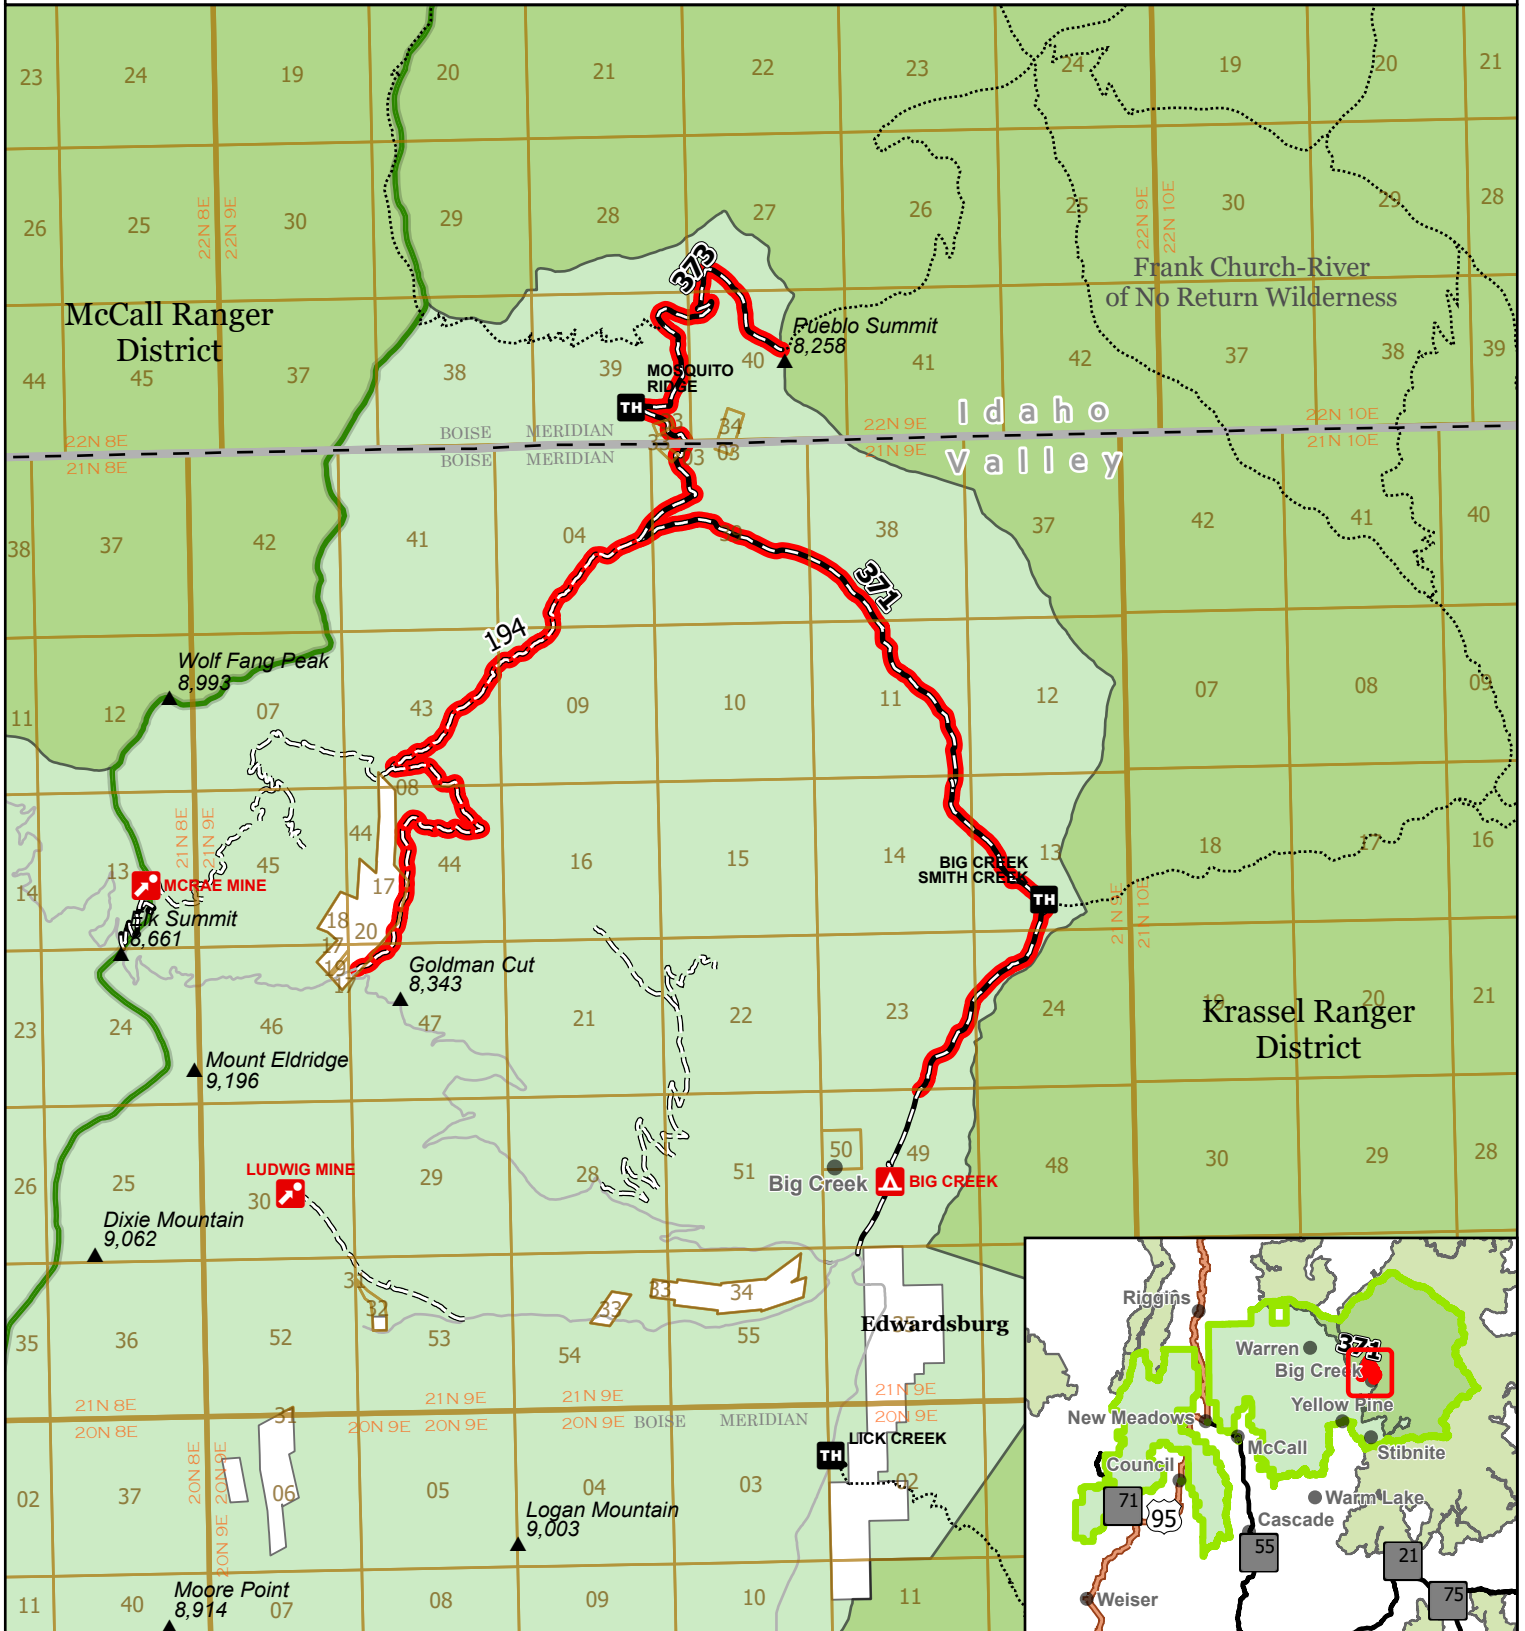 23
24
19
20
21
22
23
24
19
20
21
26
25
22N 8E
22N 9E
30
29
28
27
26
25
22N 9E
22N 10E
30
29
28
Frank Church-River
of No Return Wilderness
McCall Ranger
District
373
Pueblo Summit
8,258
44
45
37
38
39
MOSQUITO
RIDGE
TH
40
41
42
37
38
39
34
Idaho
Valley
22N 8E
21N 8E
BOISE MERIDIAN
BOISE MERIDIAN
03
03
22N 9E
21N 9E
22N 10E
21N 10E
38
37
42
41
04
38
37
42
41
40
371
194
Wolf Fang Peak
8,993
11
12
07
43
09
10
11
12
07
08
09
08
21N 8E
21N 9E
14
13
45
44
44
16
15
14
13
18
17
16
BIG CREEK
SMITH CREEK
TH
MCRAE MINE
17
18
20
17
19
17
Elk Summit
8,661
21N 9E
21N 10E
Goldman Cut
8,343
23
24
46
47
21
22
23
24
19
20
21
Krassel Ranger
District
Mount Eldridge
9,196
LUDWIG MINE
26
25
30
29
28
51
50
49
48
30
29
28
Big Creek
BIG CREEK
Dixie Mountain
9,062
31
32
33
33
34
35
36
52
53
54
55
35
Edwardsburg
21N 8E
20N 8E
21N 9E
20N 9E
20N 9E
21N 9E
20N 9E
BOISE MERIDIAN
21N 9E
20N 9E
31
LICK CREEK
TH
02
37
20N 8E
20N 9E
20N 9E
06
05
04
03
02
Logan Mountain
9,003
Moore Point
8,914
11
40
07
08
09
10
11
Riggins
Warren
371
Big Creek
Yellow Pine
New Meadows
McCall
Stibnite
Council
71
95
Warm Lake
Cascade
55
21
75
Weiser